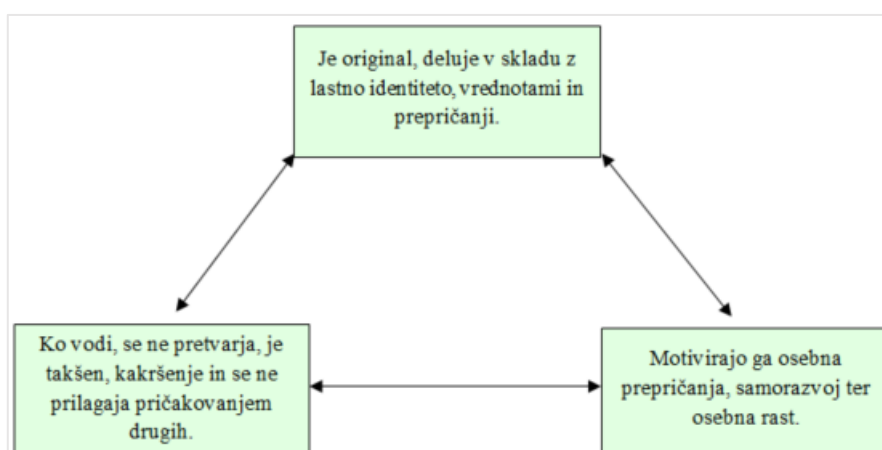 Je original, deluje v skladu z
lastno identiteto, vrednotami in
prepričanji.
Ko vodi, se ne pretvarja, je
takšen, kakršenje in se ne
prilagaja pričakovanjem
drugih.
Motivirajo ga osebna
prepričanja, samorazvoj ter
osebna rast.